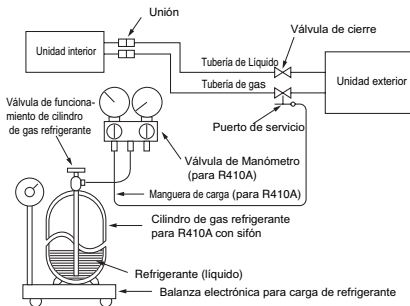 Unión
Válvula de cierre
Unidad interior
Tubería de Líquido
Tuberia de gas
Unidad exterior
Válvula de funciona-
miento de cilindro
de gas refrigerante
Puerto de servicio
Válvula de Manómetro
(para R410A)
Manguera de carga (para R410A)
Cilindro de gas refrigerante
para R410A con sifón
Refrigerante (líquido)
Balanza electrónica para carga de refrigerante